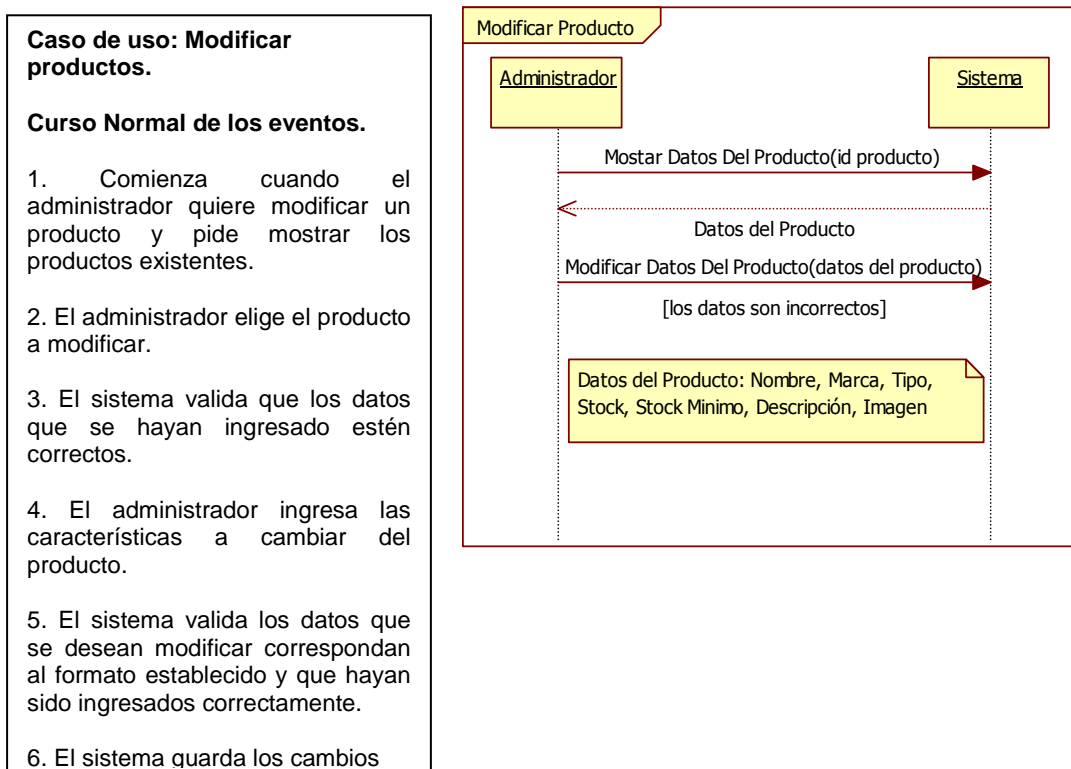 Caso de uso: Modificar
productos.
Curso Normal de los eventos.
1. Comienza cuando el
administrador quiere modificar un
producto y pide mostrar los
productos existentes.
2. El administrador elige el producto
a modificar.
3. El sistema valida que los datos
que se hayan ingresado estén
correctos.
4. El administrador ingresa las
características a cambiar del
producto.
5. El sistema valida los datos que
se desean modificar correspondan
al formato establecido y que hayan
sido ingresados correctamente.
6. El sistema guarda los cambios
Modificar Producto
Administrador
Sistema
Mostar Datos Del Producto(id producto)
Datos del Producto
Modificar Datos Del Producto(datos del producto)
[los datos son incorrectos]
Datos del Producto: Nombre, Marca, Tipo,
Stock, Stock Minimo, Descripción, Imagen